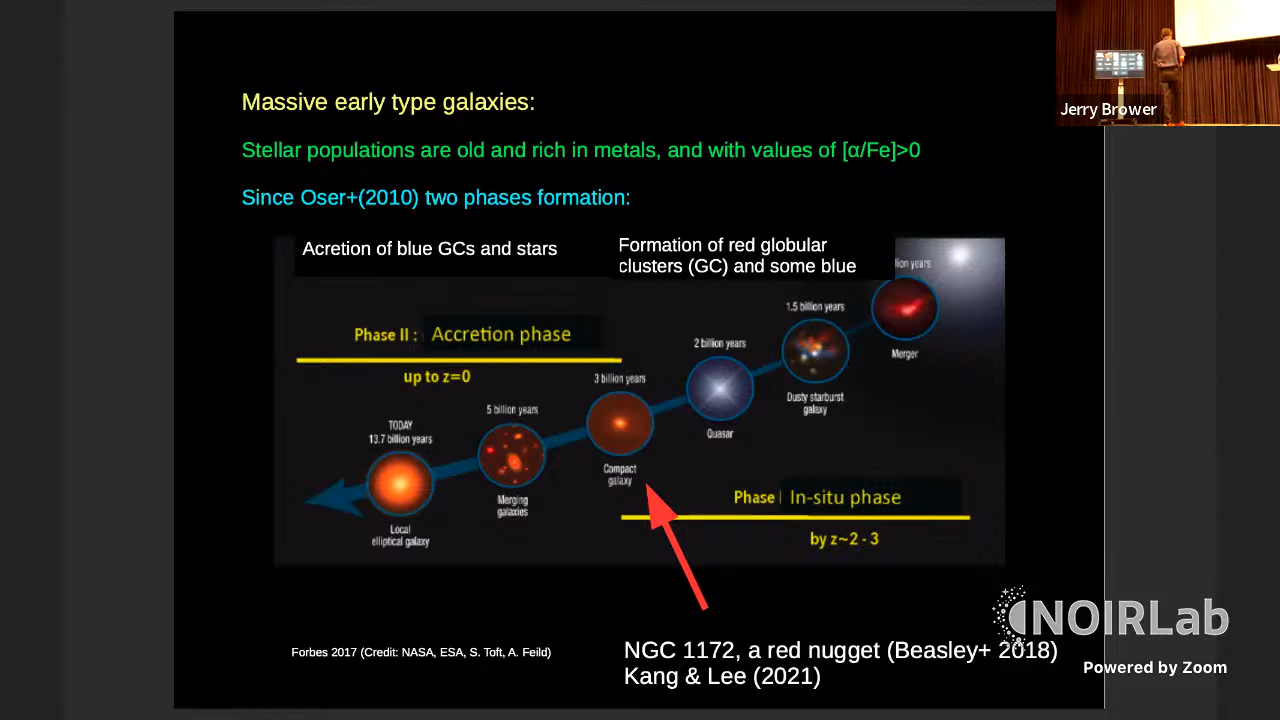 Jerry Brower
Massive early type galaxies:
Stellar populations are old and rich in metals, and with values of [α/Fe]>0
Since Oser+(2010) two phases formation:
Acretion of blue GCs and stars
Formation of red globular
clusters (GC) and some blue
years
1.5 billion years
Merger
Phase II :
Accretion phase
up to z=0
2 billion years
Dusty starburst
galaxy
3 billion years
Quasar
5 billion years
TODAY
13.7 billion years
Compact
galaxy
Merging
galaxies
Phase
In-situ phase
by z~2 - 3
Local
elliptical galaxy
NOIRLab
Forbes 2017 (Credit: NASA, ESA, S. Toft, A. Feild)
NGC 1172, a red nugget (Beasley+ 2018)
Kang & Lee (2021)
Powered by Zoom